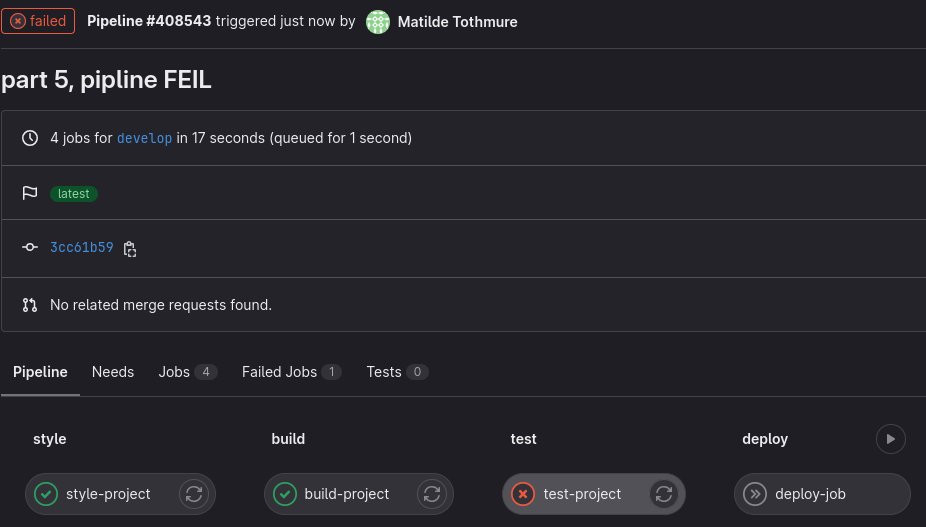 failed Pipeline #408543 triggered just now by Matilde Tothmure
part 5, pipline FEIL
4 jobs for develop in 17 seconds (queued for 1 second)
latest
3cc61b59
No related merge requests found.
Pipeline Needs Jobs 4 Failed Jobs 1 Tests 0
style build test deploy
style-project build-project test-project deploy-job